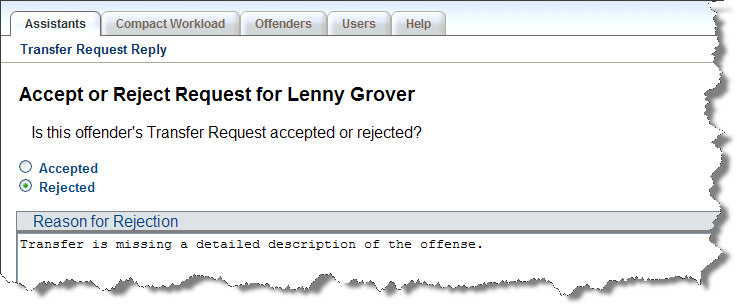 Assistants Compact Workload Offenders Users Help
Transfer Request Reply
Accept or Reject Request for Lenny Grover
Is this offender's Transfer Request accepted or rejected?
Accepted
Rejected
Reason for Rejection
Transfer is missing a detailed description of the offense.